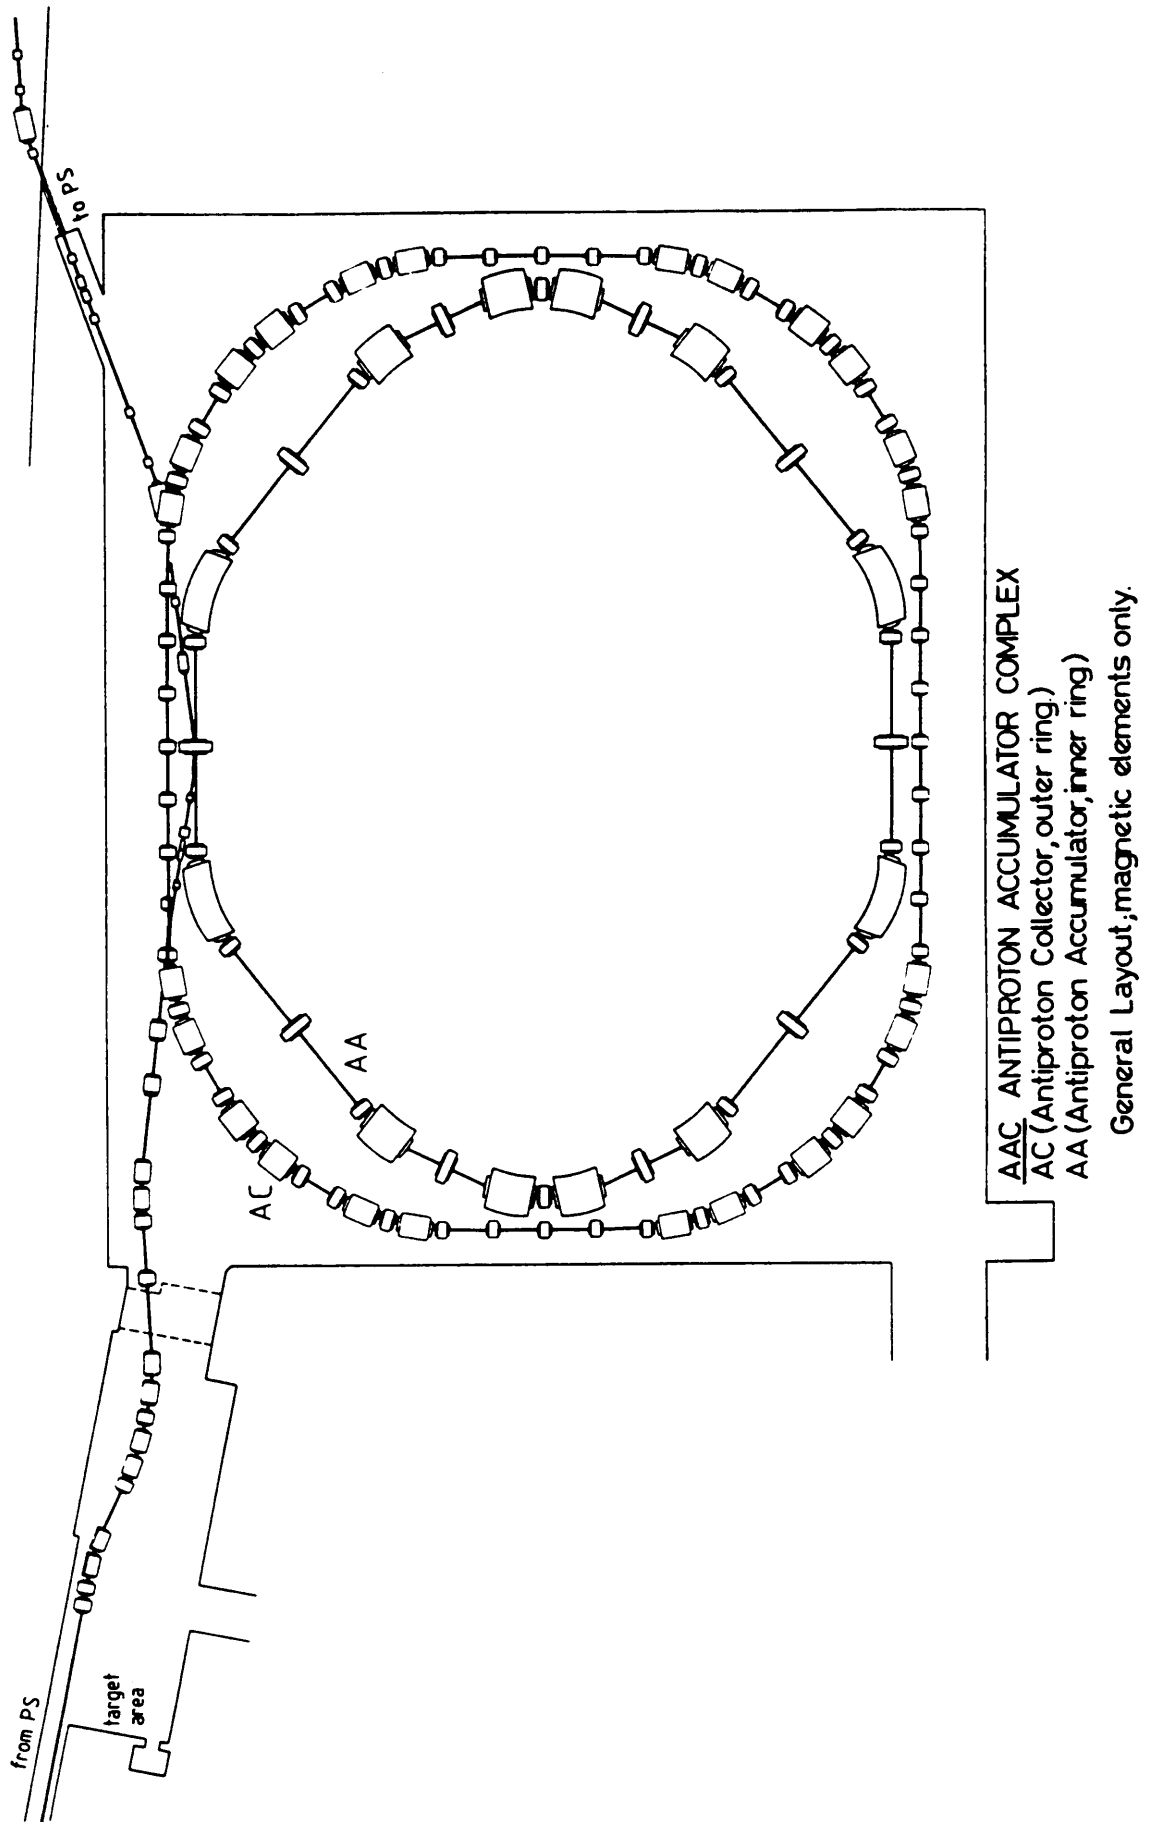 from PS
target
area
AC
AA
to PS
AAC ANTIPROTON ACCUMULATOR COMPLEX
AC (Antiproton Collector, outer ring.)
AA (Antiproton Accumulator, inner ring)
General Layout; magnetic elements only.